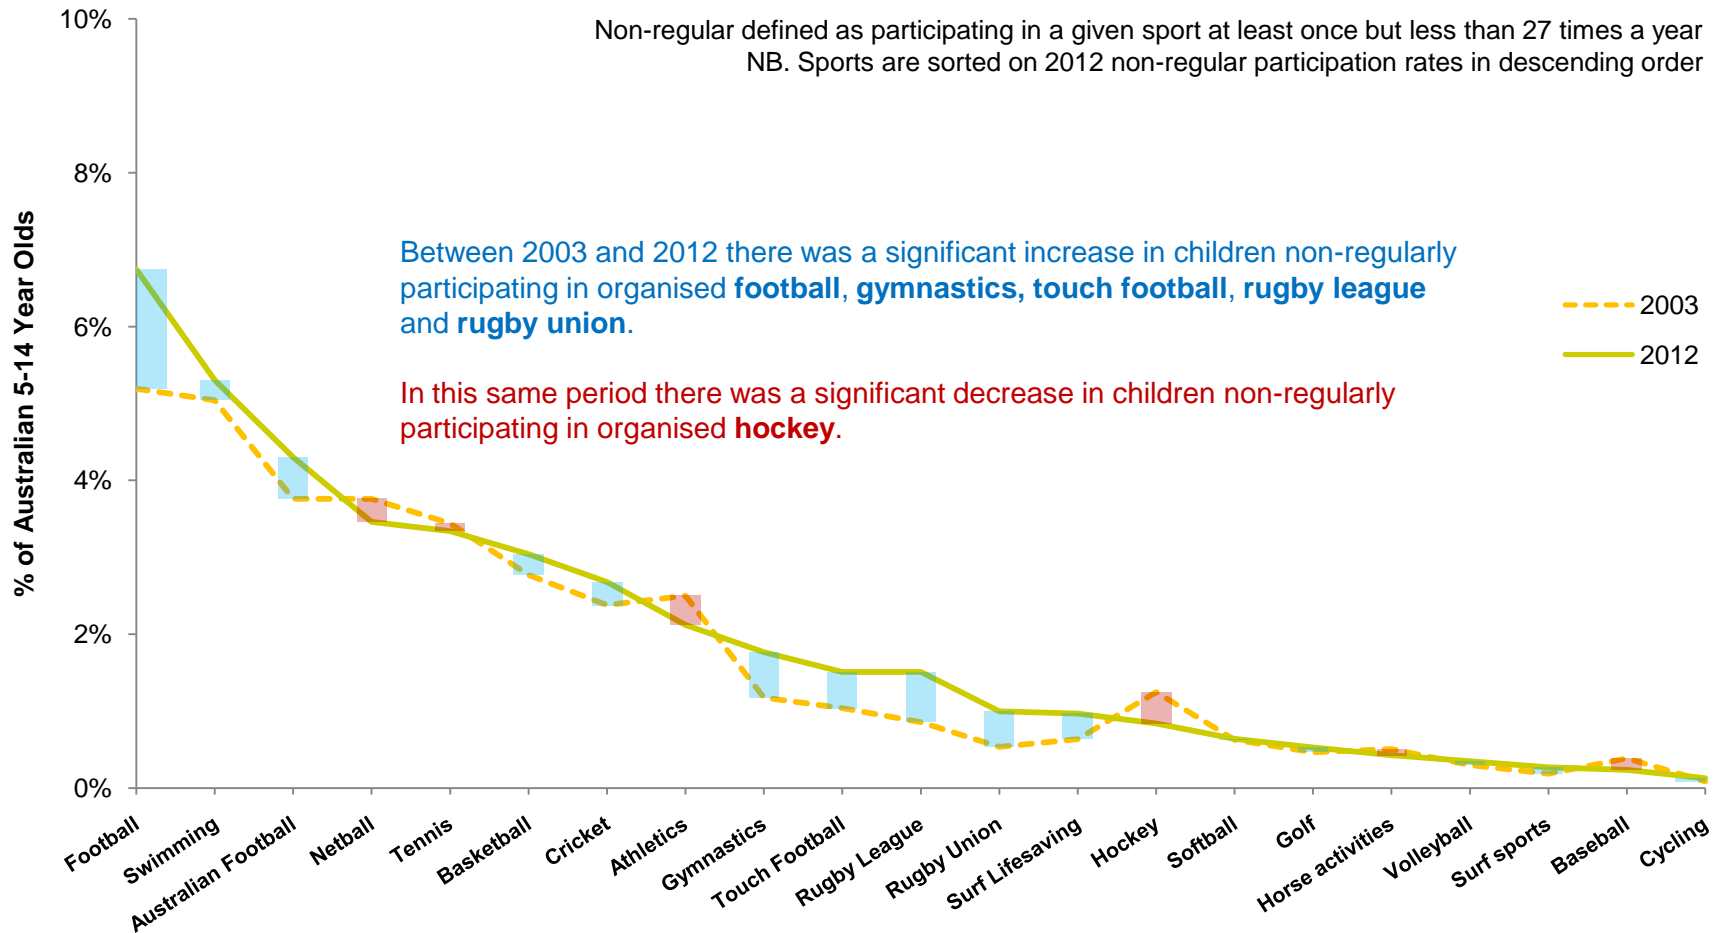 Non-regular defined as participating in a given sport at least once but less than 27 times a year
NB. Sports are sorted on 2012 non-regular participation rates in descending order
10%
8%
6%
4%
2%
0%
% of Australian 5-14 Year Olds
Between 2003 and 2012 there was a significant increase in children non-regularly
participating in organised football, gymnastics, touch football, rugby league
and rugby union.
In this same period there was a significant decrease in children non-regularly
participating in organised hockey.
2003
2012
Football
Swimming
Australian Football
Netball
Tennis
Basketball
Cricket
Athletics
Gymnastics
Touch Football
Rugby League
Rugby Union
Surf Lifesaving
Hockey
Softball
Golf
Horse activities
Volleyball
Surf sports
Baseball
Cycling